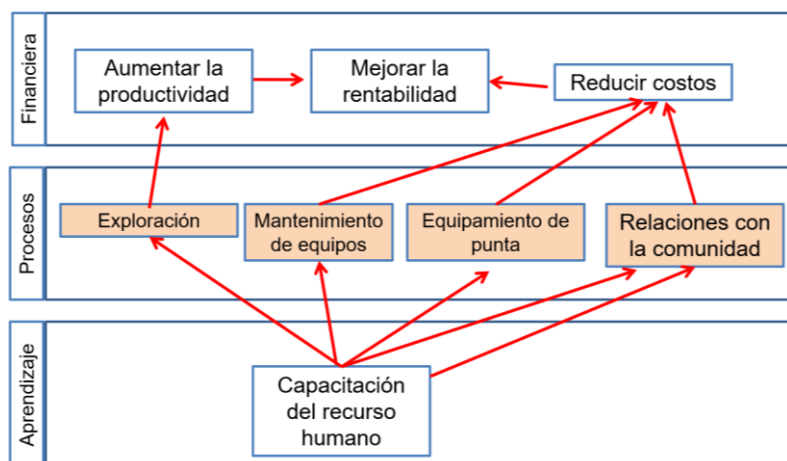 Financiera
Aumentar la
productividad
Mejorar la
rentabilidad
Reducir costos
Procesos
Exploración
Mantenimiento
de equipos
Equipamiento de
punta
Relaciones con
la comunidad
Aprendizaje
Capacitación
del recurso
humano